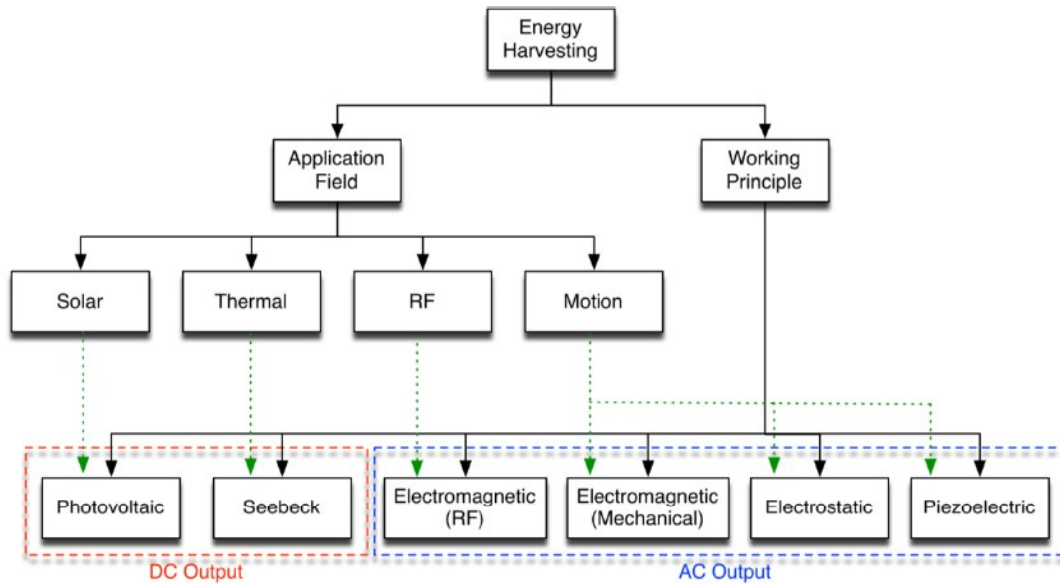 Energy
Harvesting
Application
Field
Working
Principle
Solar
Thermal
RF
Motion
Photovoltaic
Seebeck
Electromagnetic
(RF)
Electromagnetic
(Mechanical)
Electrostatic
Piezoelectric
DC Output
AC Output